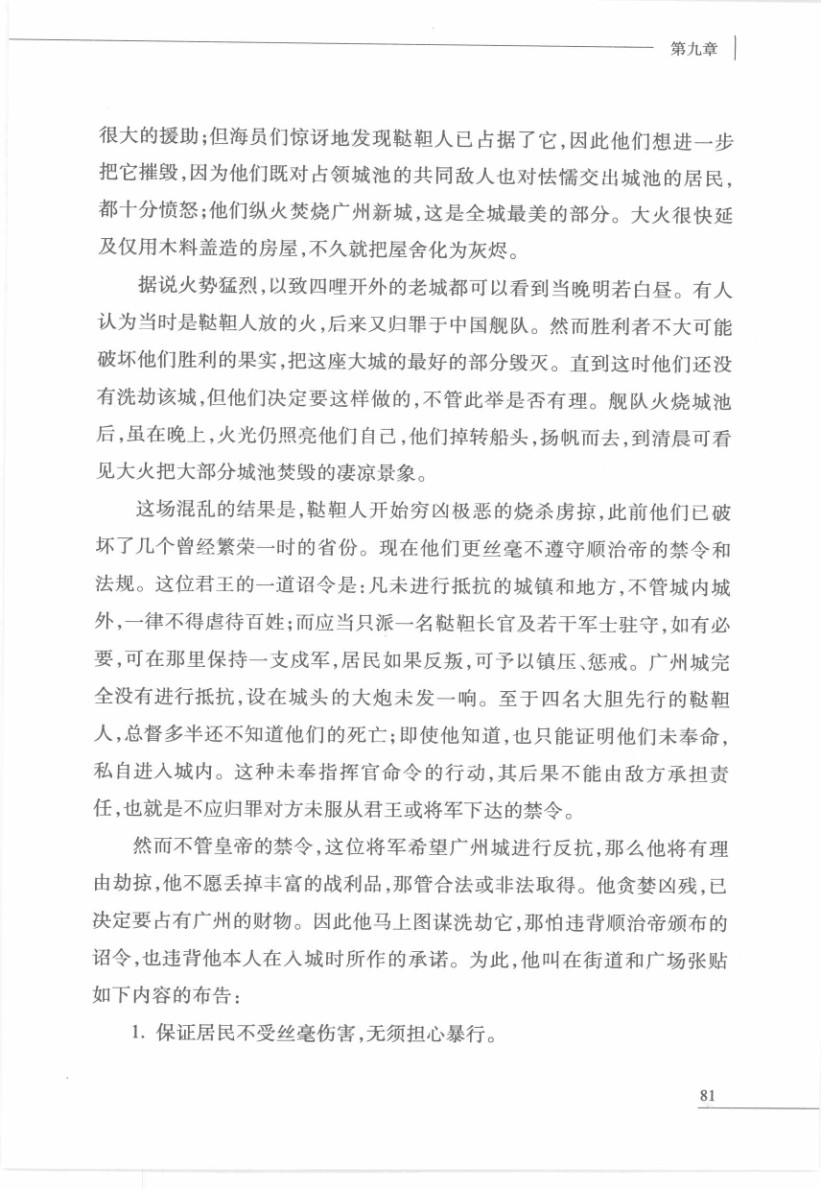 第九章
很大的援助;但海员们惊讶地发现鞑靼人已占据了它,因此他们想进一步
把它摧毁,因为他们既对占领城池的共同敌人也对怯懦交出城池的居民,
都十分愤怒;他们纵火焚烧广州新城,这是全城最美的部分。大火很快延
及仅用木料盖造的房屋,不久就把屋舍化为灰烬。
据说火势猛烈,以致四哩开外的老城都可以看到当晚明若白昼。有人
认为当时是鞑靼人放的火,后来又归罪于中国舰队。然而胜利者不大可能
破坏他们胜利的果实,把这座大城的最好的部分毁灭。直到这时他们还没
有洗劫该城,但他们决定要这样做的,不管此举是否有理。舰队火烧城池
后,虽在晚上,火光仍照亮他们自己,他们掉转船头,扬帆而去,到清晨可看
见大火把大部分城池焚毁的凄凉景象。
这场混乱的结果是,鞑靼人开始穷凶极恶的烧杀虏掠,此前他们已破
坏了几个曾经繁荣一时的省份。现在他们更丝毫不遵守顺治帝的禁令和
法规。这位君王的一道诏令是:凡未进行抵抗的城镇和地方,不管城内城
外,一律不得虐待百姓;而应当只派一名鞑靼长官及若干军士驻守,如有必
要,可在那里保持一支戍军,居民如果反叛,可予以镇压、惩戒。广州城完
全没有进行抵抗,设在城头的大炮未发一响。至于四名大胆先行的鞑靼
人,总督多半还不知道他们的死亡;即使他知道,也只能证明他们未奉命,
私自进入城内。这种未奉指挥官命令的行动,其后果不能由敌方承担责
任,也就是不应归罪对方未服从君王或将军下达的禁令。
然而不管皇帝的禁令,这位将军希望广州城进行反抗,那么他将有理
由劫掠,他不愿丢掉丰富的战利品,那管合法或非法取得。他贪婪凶残,已
决定要占有广州的财物。因此他马上图谋洗劫它,那怕违背顺治帝颁布的
诏令,也违背他本人在入城时所作的承诺。为此,他叫在街道和广场张贴
如下内容的布告:
1. 保证居民不受丝毫伤害,无须担心暴行。
81